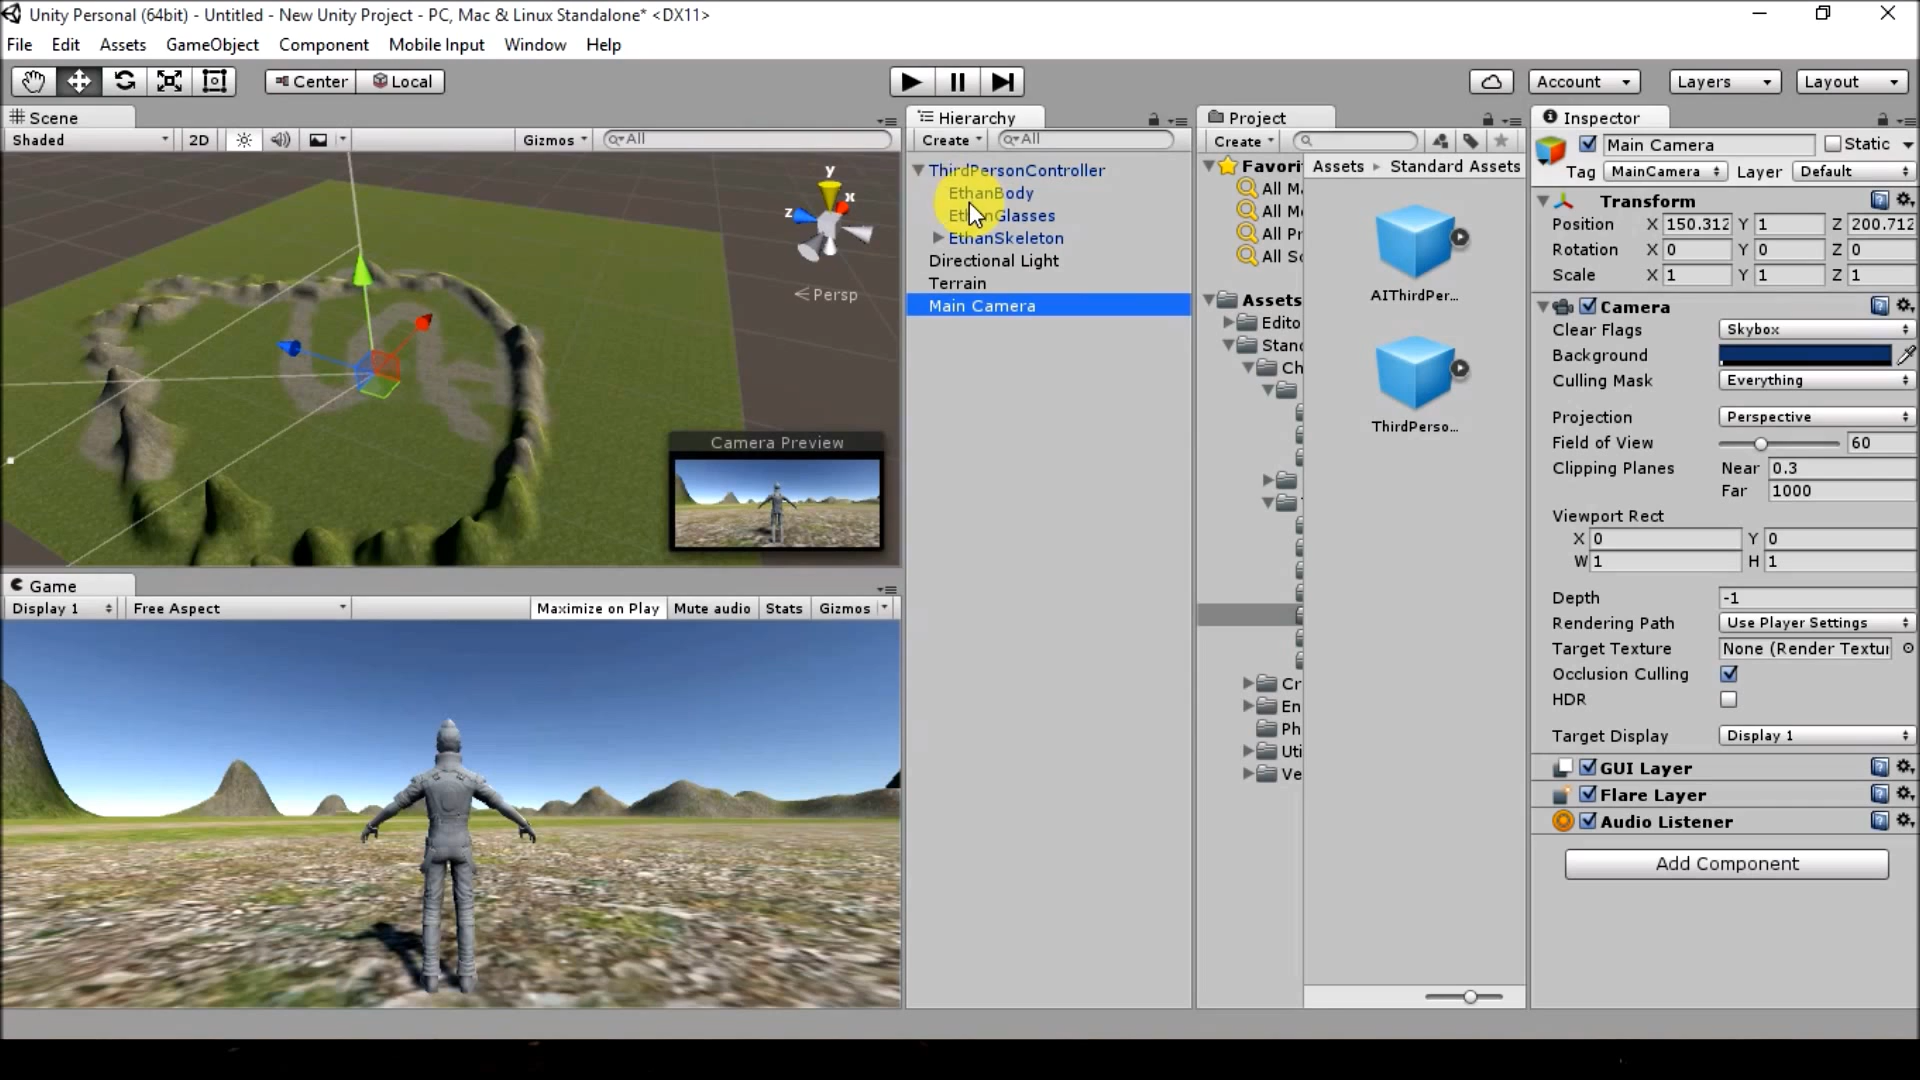 Unity Personal (64bit) - Untitled - New Unity Project - PC, Mac & Linux Standalone* <DX11>
File Edit Assets GameObject Component Mobile Input Window Help
Center Local Account Layers Layout
Scene
Shaded 2D Gizmos All
y
x
z
Persp
Camera Preview
Game
Display 1 Free Aspect Maximize on Play Mute audio Stats Gizmos
Hierarchy
Create All
ThirdPersonController
EthanBody
EthanGlasses
EthanSkeleton
Directional Light
Terrain
Main Camera
Project
Create
Favori
All Ma
All Mo
All Pr
All Sc
Assets
Edito
Stand
Ch
Cr
En
Ph
Uti
Ve
Assets Standard Assets
AIThirdPer...
ThirdPerso...
Inspector
Main Camera Static
Tag MainCamera Layer Default
Transform
Position X 150.312 Y 1 Z 200.712
Rotation X 0 Y 0 Z 0
Scale X 1 Y 1 Z 1
Camera
Clear Flags Skybox
Background
Culling Mask Everything
Projection Perspective
Field of View 60
Clipping Planes Near 0.3
Far 1000
Viewport Rect
X 0 Y 0
W 1 H 1
Depth -1
Rendering Path Use Player Settings
Target Texture None (Render Textur
Occlusion Culling
HDR
Target Display Display 1
GUI Layer
Flare Layer
Audio Listener
Add Component